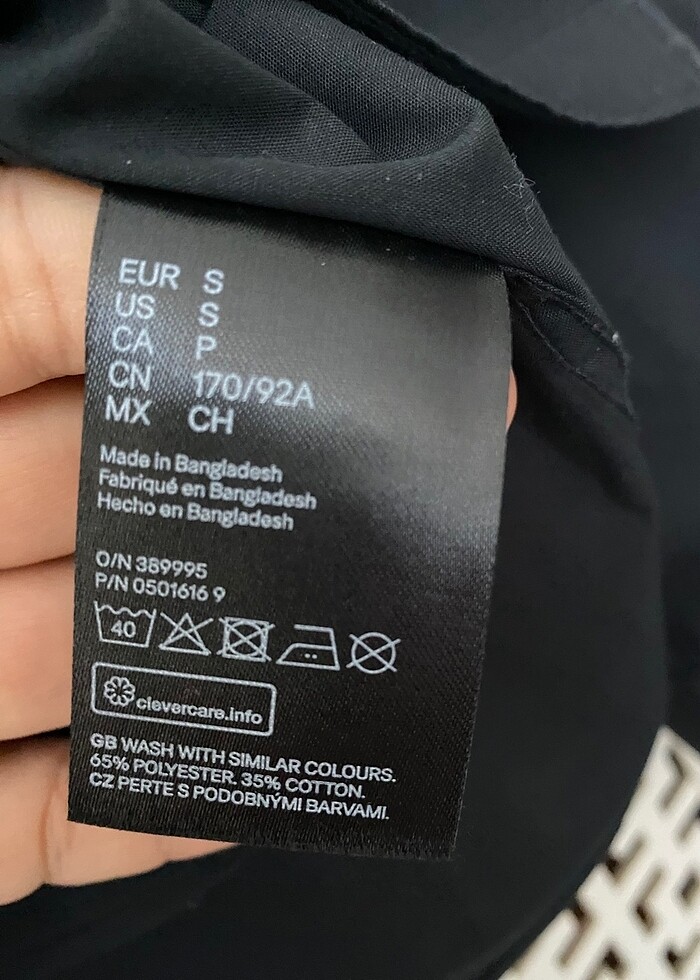 EUR S
US S
CA P
CN 170/92A
MX CH
Made in Bangladesh
Fabriqué en Bangladesh
Hecho en Bangladesh
O/N 389995
P/N 0501616 9
40
clevercare.info
GB WASH WITH SIMILAR COLOURS.
65% POLYESTER. 35% COTTON.
CZ PERTE S PODOBNÝMI BARVAMI.